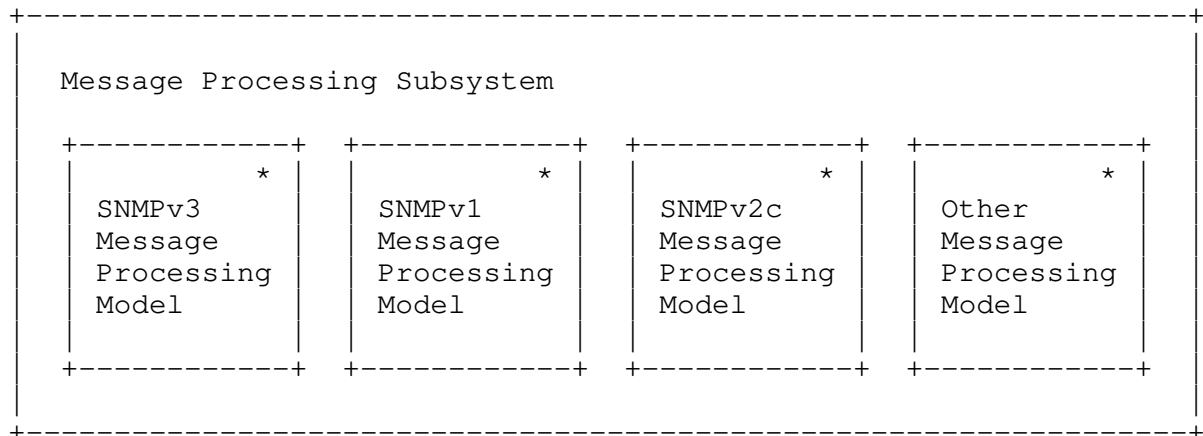 Message Processing Subsystem
* * * *
SNMPv3 SNMPv1 SNMPv2c Other
Message Message Message Message
Processing Processing Processing Processing
Model Model Model Model